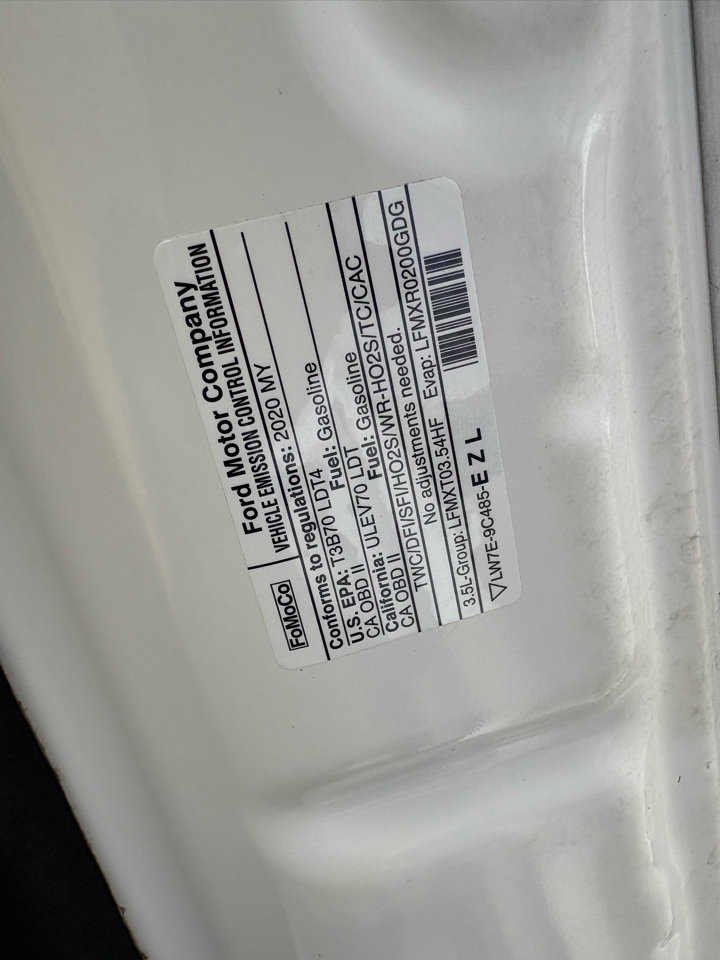 FoMoCo
Ford Motor Company
VEHICLE EMISSION CONTROL INFORMATION
Conforms to regulations: 2020 MY
U.S. EPA: T3B70 LDT4 Fuel: Gasoline
CA OBD II
California: ULEV70 LDT Fuel: Gasoline
CA OBD II
TWC/DFI/SFI/HO2S/WR-HO2S/TC/CAC
No adjustments needed.
3.5L-Group: LFMXT03.54HF Evap: LFMXR0200GDG
▽LW7E-9C485-E Z L